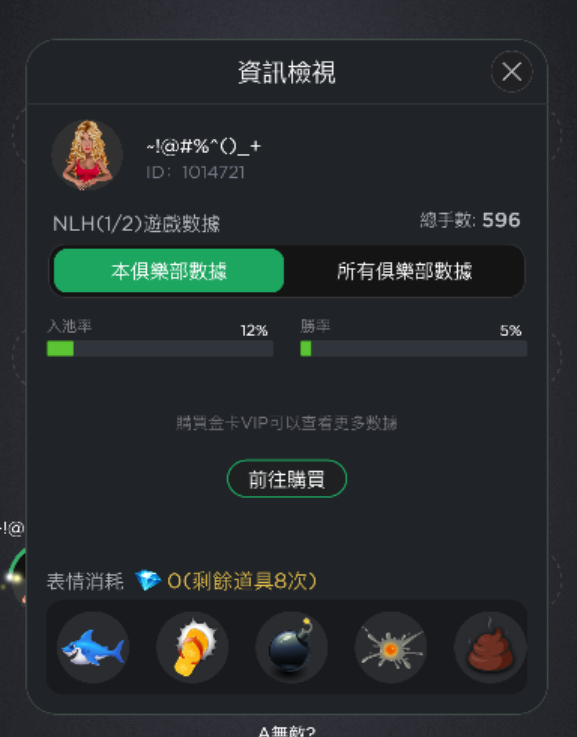 資訊檢視
~!@#%^()_+
ID: 1014721
NLH(1/2)遊戲數據
總手數: 596
本俱樂部數據
所有俱樂部數據
入池率
12%
勝率
5%
購買金卡VIP可以查看更多數據
前往購買
~!@
表情消耗 0(剩餘道具8次)
A無敵?